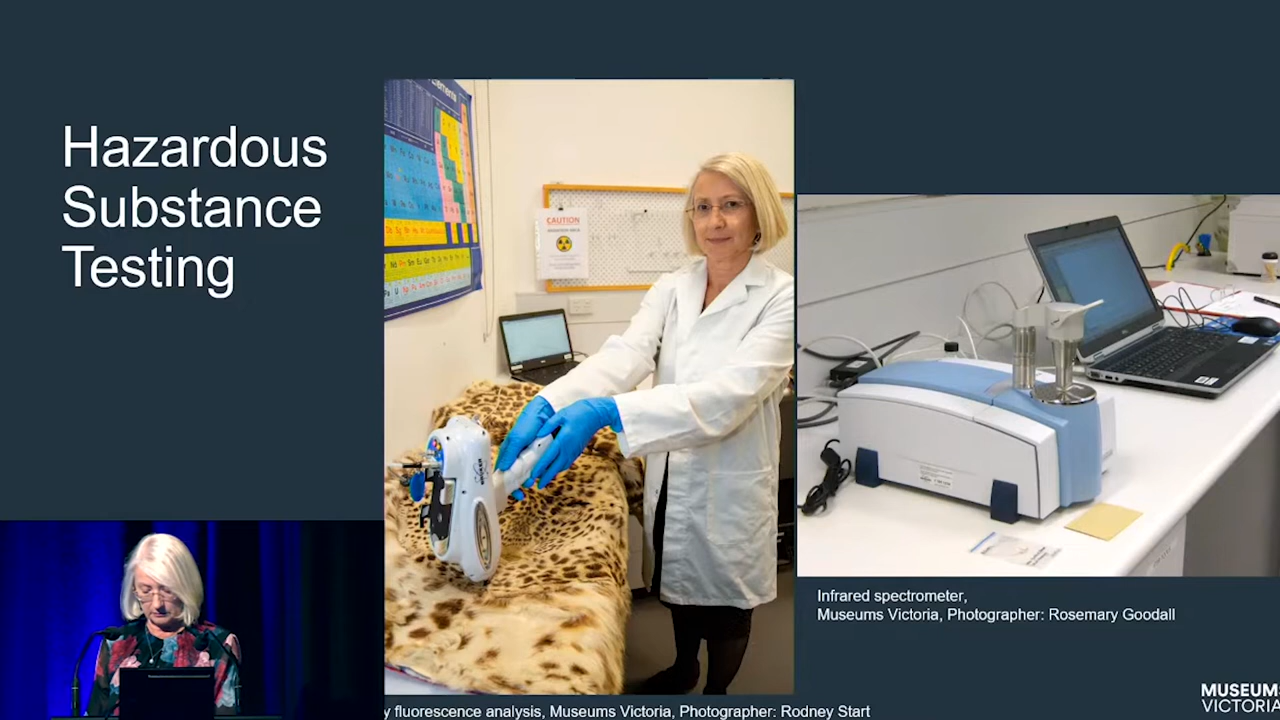 Hazardous
Substance
Testing
CAUTION
Infrared spectrometer,
Museums Victoria, Photographer: Rosemary Goodall
y fluorescence analysis, Museums Victoria, Photographer: Rodney Start
MUSEUM
VICTORIA